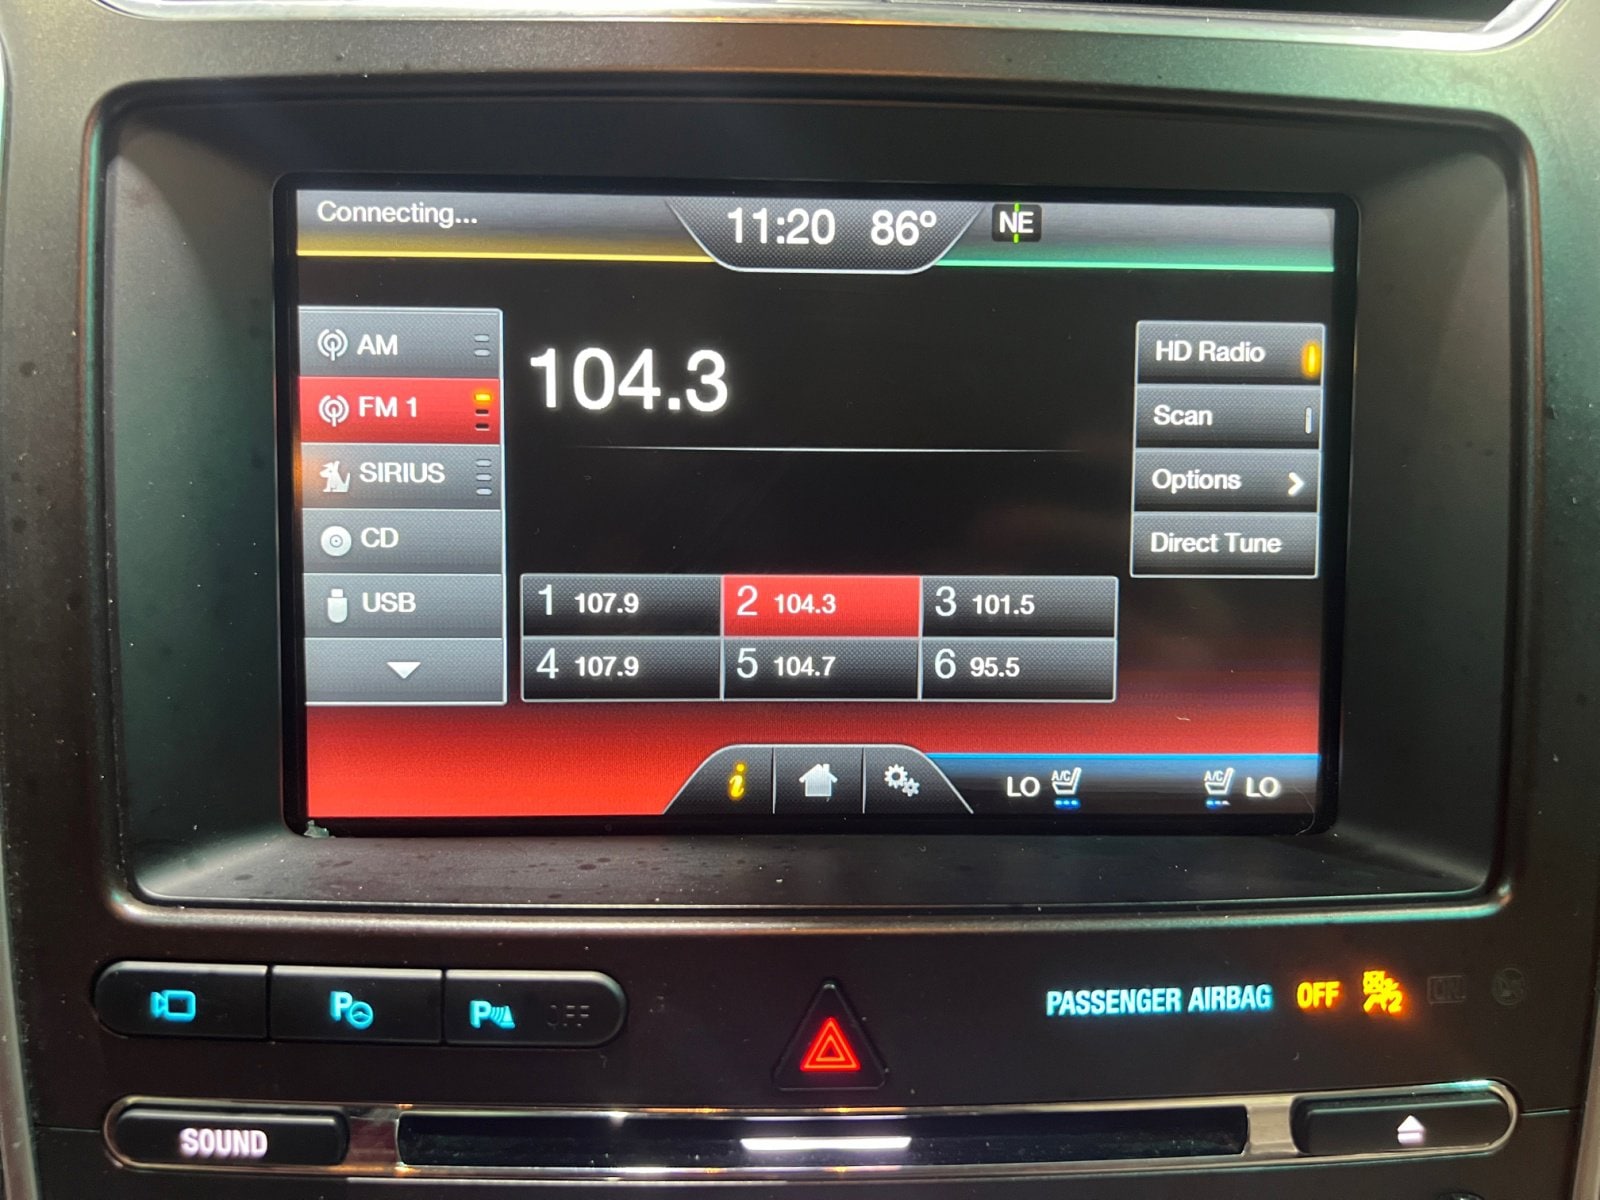 Connecting...
11:20 86° NE
AM
FM 1
SIRIUS
CD
USB
104.3
HD Radio
Scan
Options
Direct Tune
1 107.9 2 104.3 3 101.5
4 107.9 5 104.7 6 95.5
i
LO A/C A/C LO
P P OFF
PASSENGER AIRBAG OFF ON
SOUND